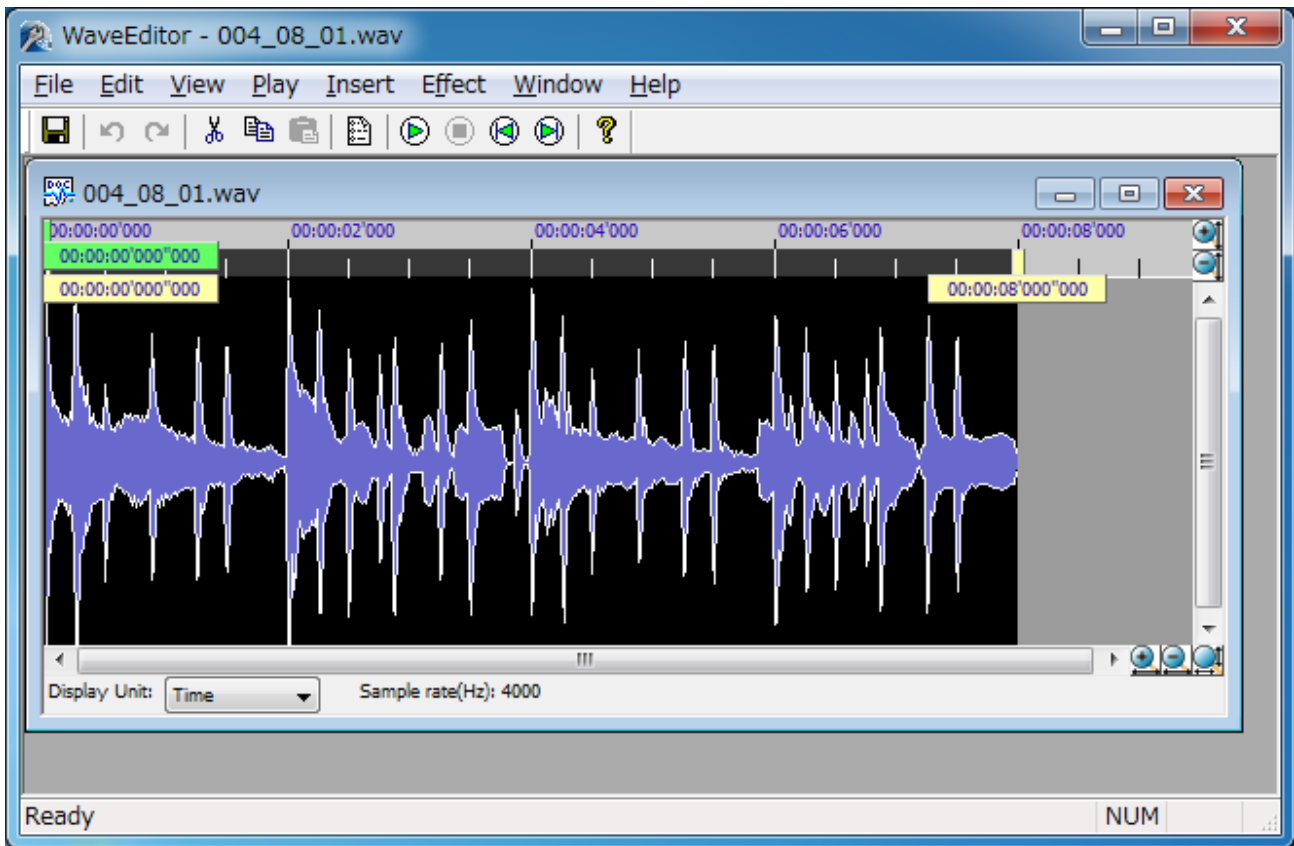 WaveEditor - 004_08_01.wav
File Edit View Play Insert Effect Window Help
004_08_01.wav
00:00:00'000 00:00:02'000 00:00:04'000 00:00:06'000 00:00:08'000
00:00:00'000"000
00:00:00'000"000 00:00:08'000"000
Display Unit: Time Sample rate(Hz): 4000
Ready NUM